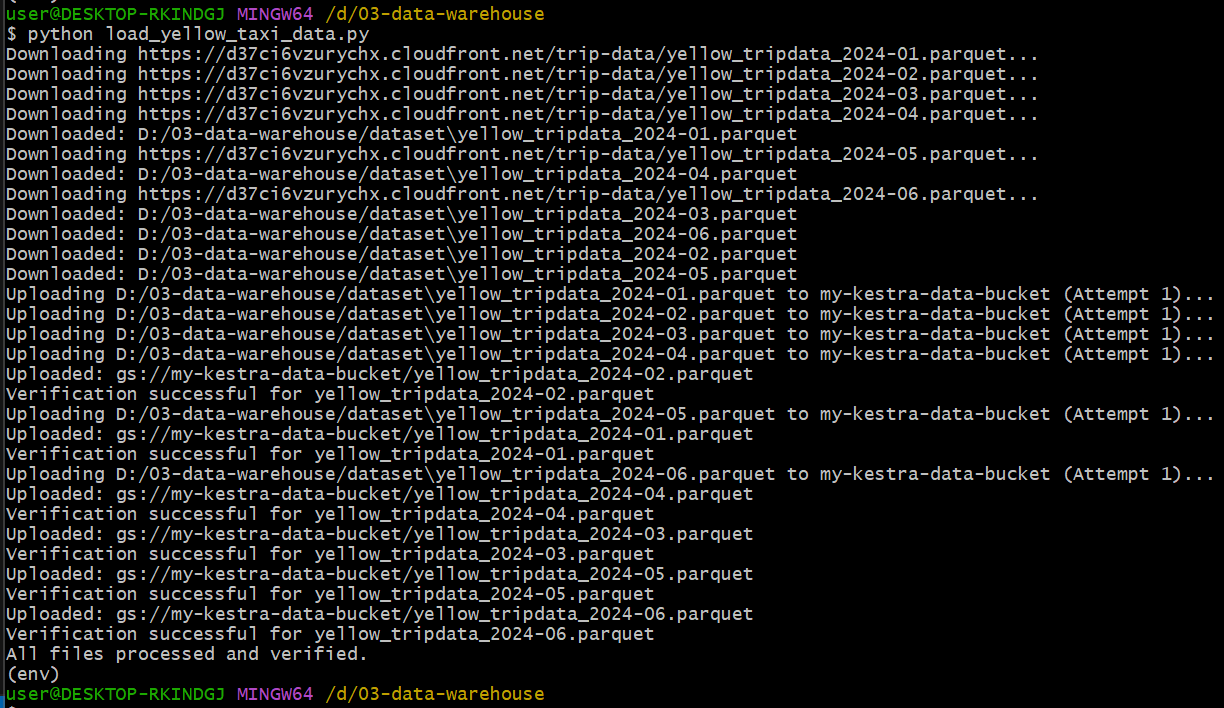 user@DESKTOP-RKINDGJ MINGW64 /d/03-data-warehouse
$ python load_yellow_taxi_data.py
Downloading https://d37ci6vzurychx.cloudfront.net/trip-data/yellow_tripdata_2024-01.parquet...
Downloading https://d37ci6vzurychx.cloudfront.net/trip-data/yellow_tripdata_2024-02.parquet...
Downloading https://d37ci6vzurychx.cloudfront.net/trip-data/yellow_tripdata_2024-03.parquet...
Downloading https://d37ci6vzurychx.cloudfront.net/trip-data/yellow_tripdata_2024-04.parquet...
Downloaded: D:/03-data-warehouse/dataset\yellow_tripdata_2024-01.parquet
Downloading https://d37ci6vzurychx.cloudfront.net/trip-data/yellow_tripdata_2024-05.parquet...
Downloaded: D:/03-data-warehouse/dataset\yellow_tripdata_2024-04.parquet
Downloading https://d37ci6vzurychx.cloudfront.net/trip-data/yellow_tripdata_2024-06.parquet...
Downloaded: D:/03-data-warehouse/dataset\yellow_tripdata_2024-03.parquet
Downloaded: D:/03-data-warehouse/dataset\yellow_tripdata_2024-06.parquet
Downloaded: D:/03-data-warehouse/dataset\yellow_tripdata_2024-02.parquet
Downloaded: D:/03-data-warehouse/dataset\yellow_tripdata_2024-05.parquet
Uploading D:/03-data-warehouse/dataset\yellow_tripdata_2024-01.parquet to my-kestra-data-bucket (Attempt 1)...
Uploading D:/03-data-warehouse/dataset\yellow_tripdata_2024-02.parquet to my-kestra-data-bucket (Attempt 1)...
Uploading D:/03-data-warehouse/dataset\yellow_tripdata_2024-03.parquet to my-kestra-data-bucket (Attempt 1)...
Uploading D:/03-data-warehouse/dataset\yellow_tripdata_2024-04.parquet to my-kestra-data-bucket (Attempt 1)...
Uploaded: gs://my-kestra-data-bucket/yellow_tripdata_2024-02.parquet
Verification successful for yellow_tripdata_2024-02.parquet
Uploading D:/03-data-warehouse/dataset\yellow_tripdata_2024-05.parquet to my-kestra-data-bucket (Attempt 1)...
Uploaded: gs://my-kestra-data-bucket/yellow_tripdata_2024-01.parquet
Verification successful for yellow_tripdata_2024-01.parquet
Uploading D:/03-data-warehouse/dataset\yellow_tripdata_2024-06.parquet to my-kestra-data-bucket (Attempt 1)...
Uploaded: gs://my-kestra-data-bucket/yellow_tripdata_2024-04.parquet
Verification successful for yellow_tripdata_2024-04.parquet
Uploaded: gs://my-kestra-data-bucket/yellow_tripdata_2024-03.parquet
Verification successful for yellow_tripdata_2024-03.parquet
Uploaded: gs://my-kestra-data-bucket/yellow_tripdata_2024-05.parquet
Verification successful for yellow_tripdata_2024-05.parquet
Uploaded: gs://my-kestra-data-bucket/yellow_tripdata_2024-06.parquet
Verification successful for yellow_tripdata_2024-06.parquet
All files processed and verified.
(env)
user@DESKTOP-RKINDGJ MINGW64 /d/03-data-warehouse